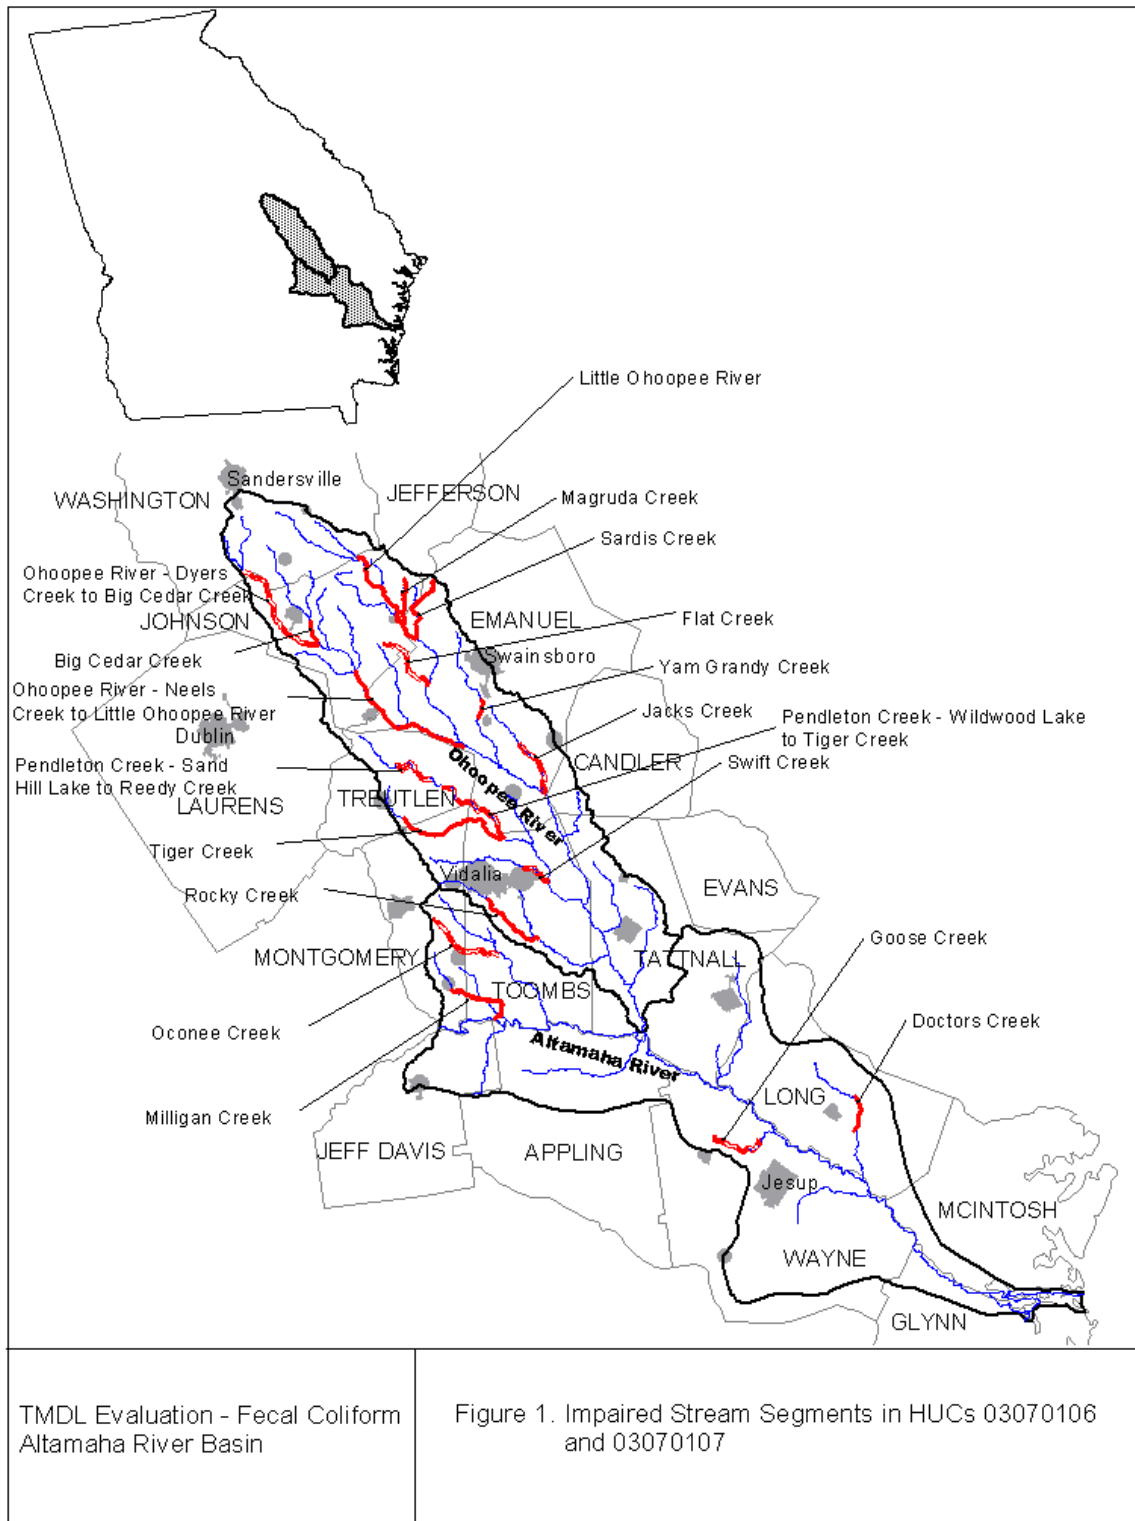 Little Ohoopee River
Sandersville
WASHINGTON
JEFFERSON
Magruda Creek
Sardis Creek
Ohoopee River - Dyers
Creek to Big Cedar Creek
JOHNSON
EMANUEL
Flat Creek
Big Cedar Creek
Swainsboro
Yam Grandy Creek
Ohoopee River - Neels
Creek to Little Ohoopee River
Jacks Creek
Pendleton Creek - Wildwood Lake
to Tiger Creek
Dublin
Pendleton Creek - Sand
Hill Lake to Reedy Creek
CANDLER
Swift Creek
LAURENS
TREUTLEN
Ohoopee River
Tiger Creek
Vidalia
Rocky Creek
EVANS
Goose Creek
MONTGOMERY
TATTNALL
TOOMBS
Oconee Creek
Doctors Creek
Altamaha River
LONG
Milligan Creek
JEFF DAVIS
APPLING
Jesup
MCINTOSH
WAYNE
GLYNN
TMDL Evaluation - Fecal Coliform
Altamaha River Basin
Figure 1. Impaired Stream Segments in HUCs 03070106
and 03070107